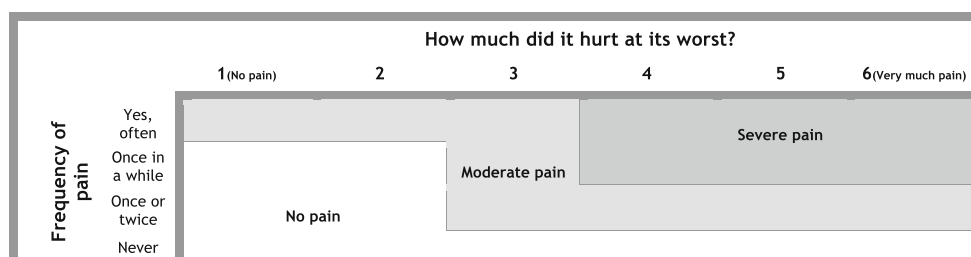 How much did it hurt at its worst?
1(No pain) 2 3 4 5 6(Very much pain)
Frequency of
pain
Yes,
often
Once in
a while
Once or
twice
Never
Severe pain
Moderate pain
No pain